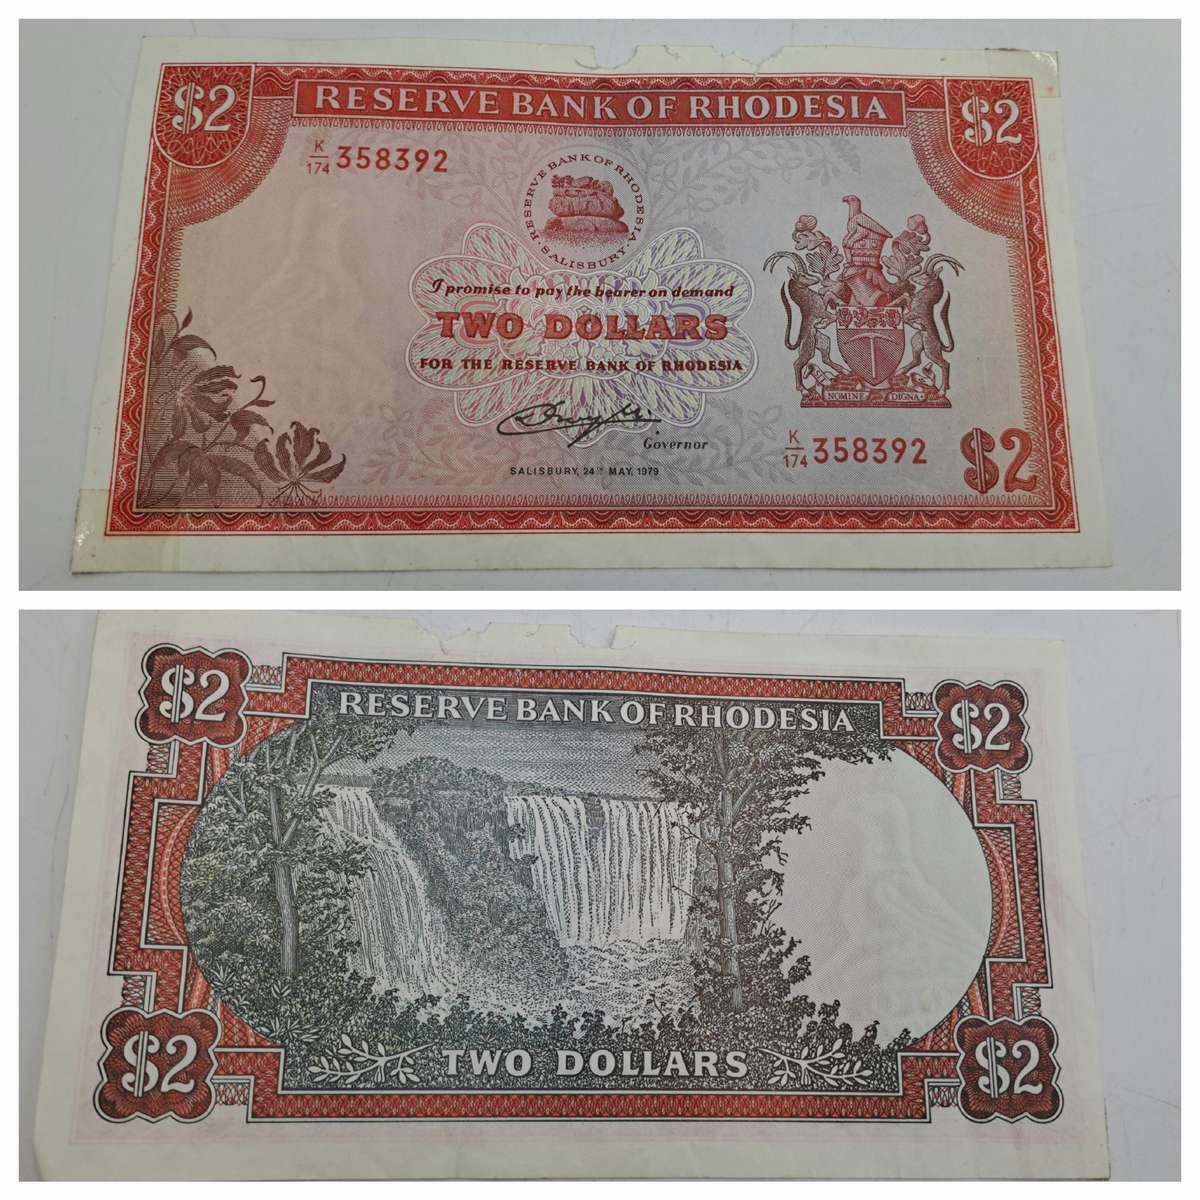 $2
RESERVE BANK OF RHODESIA
$2
K/174 358392
RESERVE BANK OF RHODESIA
· SALISBURY ·
I promise to pay the bearer on demand
TWO DOLLARS
FOR THE RESERVE BANK OF RHODESIA
NOMINE DIGNA
Governor
K/174 358392
$2
SALISBURY, 24TH MAY, 1979
$2
RESERVE BANK OF RHODESIA
$2
$2
TWO DOLLARS
$2